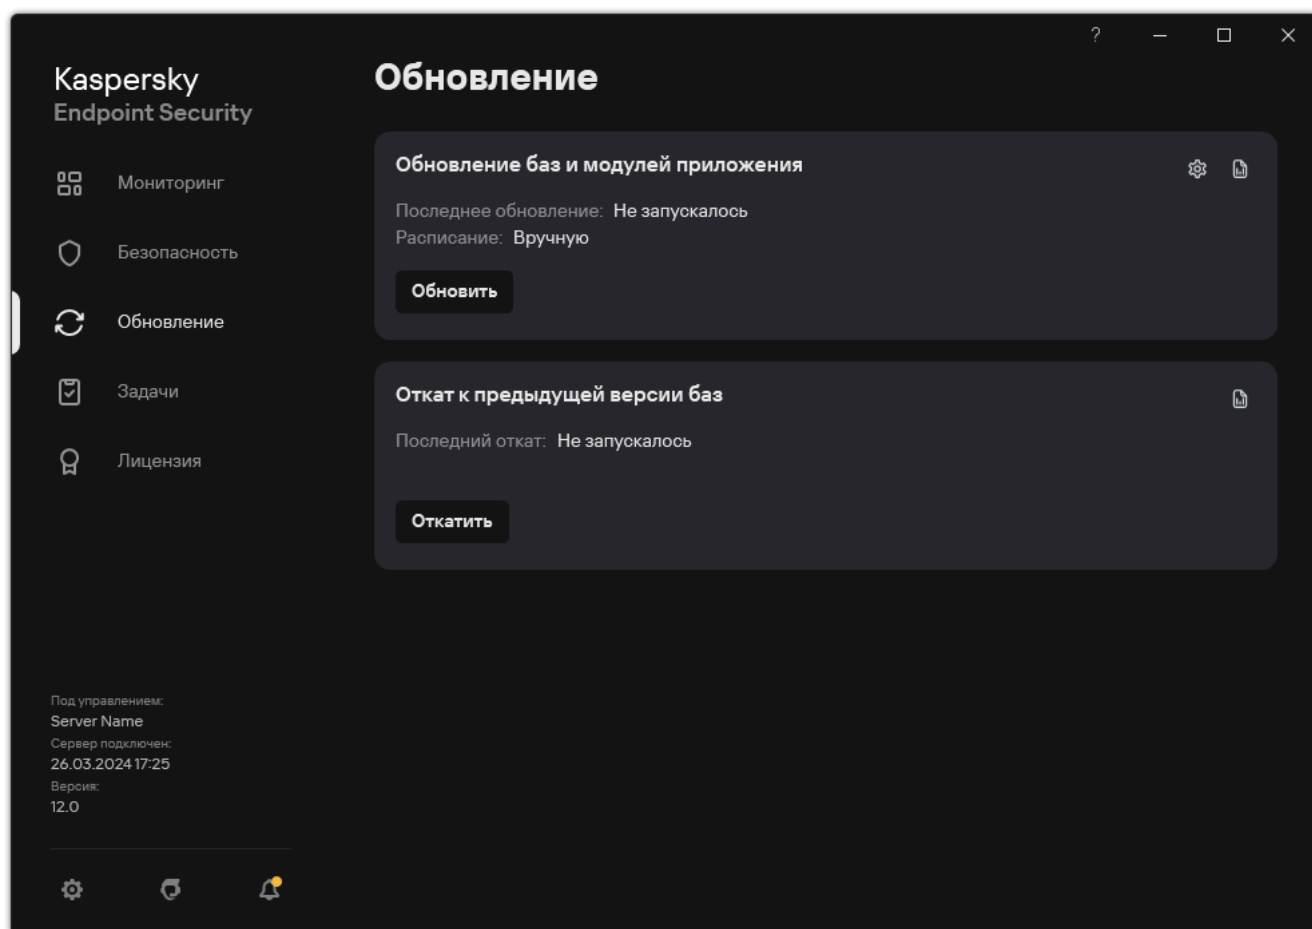 ?
Kaspersky
Endpoint Security
Мониторинг
Безопасность
Обновление
Задачи
Лицензия
Под управлением:
Server Name
Сервер подключен:
26.03.2024 17:25
Версия:
12.0
Обновление
Обновление баз и модулей приложения
Последнее обновление: Не запускалось
Расписание: Вручную
Обновить
Откат к предыдущей версии баз
Последний откат: Не запускалось
Откатить